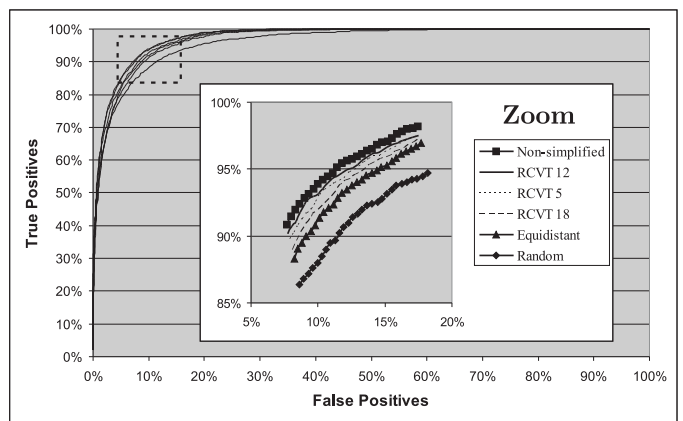 100%
90%
80%
70%
60%
50%
40%
30%
20%
10%
0%
True Positives
0% 10% 20% 30% 40% 50% 60% 70% 80% 90% 100%
False Positives
Zoom
100%
95%
90%
85%
5% 10% 15% 20%
Non-simplified
RCVT 12
RCVT 5
RCVT 18
Equidistant
Random